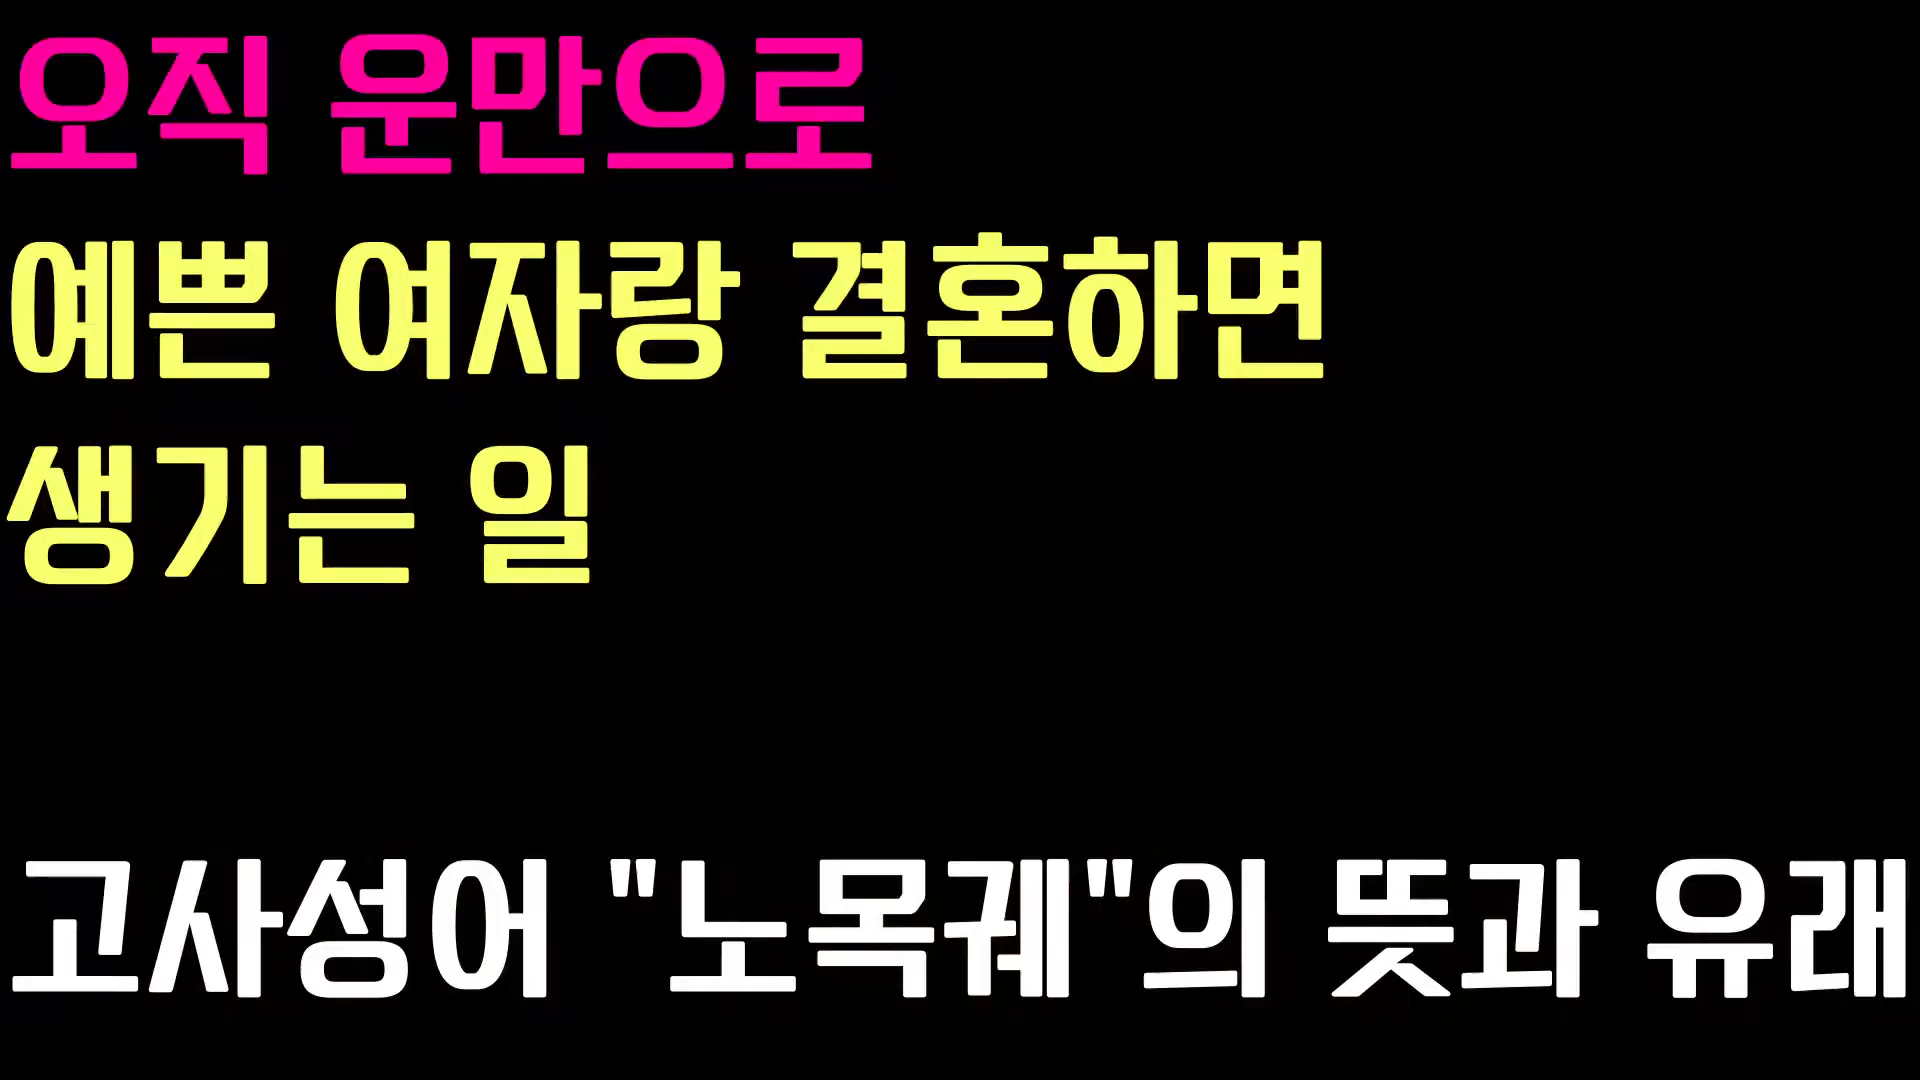 오직 운만으로
예쁜 여자랑 결혼하면
생기는 일
고사성어 "노목궤"의 뜻과 유래